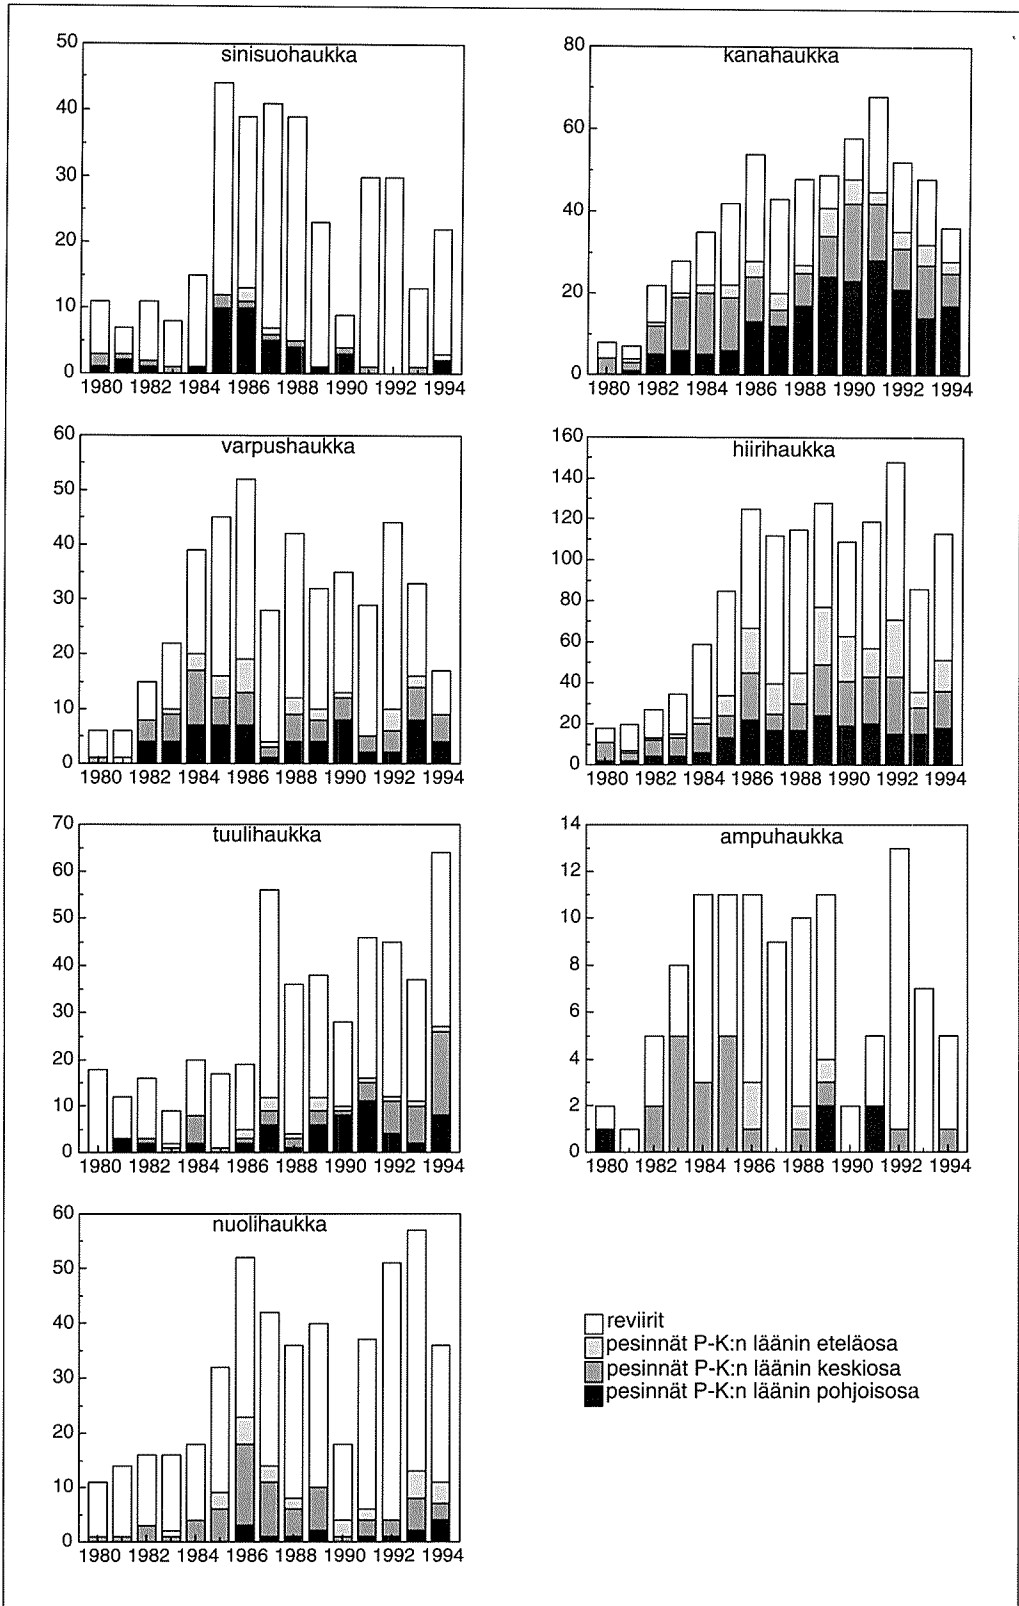 sinisuohaukka
50
40
30
20
10
0
1980 1982 1984 1986 1988 1990 1992 1994
kanahaukka
80
60
40
20
0
1980 1982 1984 1986 1988 1990 1992 1994
varpushaukka
60
50
40
30
20
10
0
1980 1982 1984 1986 1988 1990 1992 1994
hiirihaukka
160
140
120
100
80
60
40
20
0
1980 1982 1984 1986 1988 1990 1992 1994
tuulihaukka
70
60
50
40
30
20
10
0
1980 1982 1984 1986 1988 1990 1992 1994
ampuhaukka
14
12
10
8
6
4
2
0
1980 1982 1984 1986 1988 1990 1992 1994
nuolihaukka
60
50
40
30
20
10
0
1980 1982 1984 1986 1988 1990 1992 1994
reviirit
pesinnät P-K:n läänin eteläosa
pesinnät P-K:n läänin keskiosa
pesinnät P-K:n läänin pohjoisosa